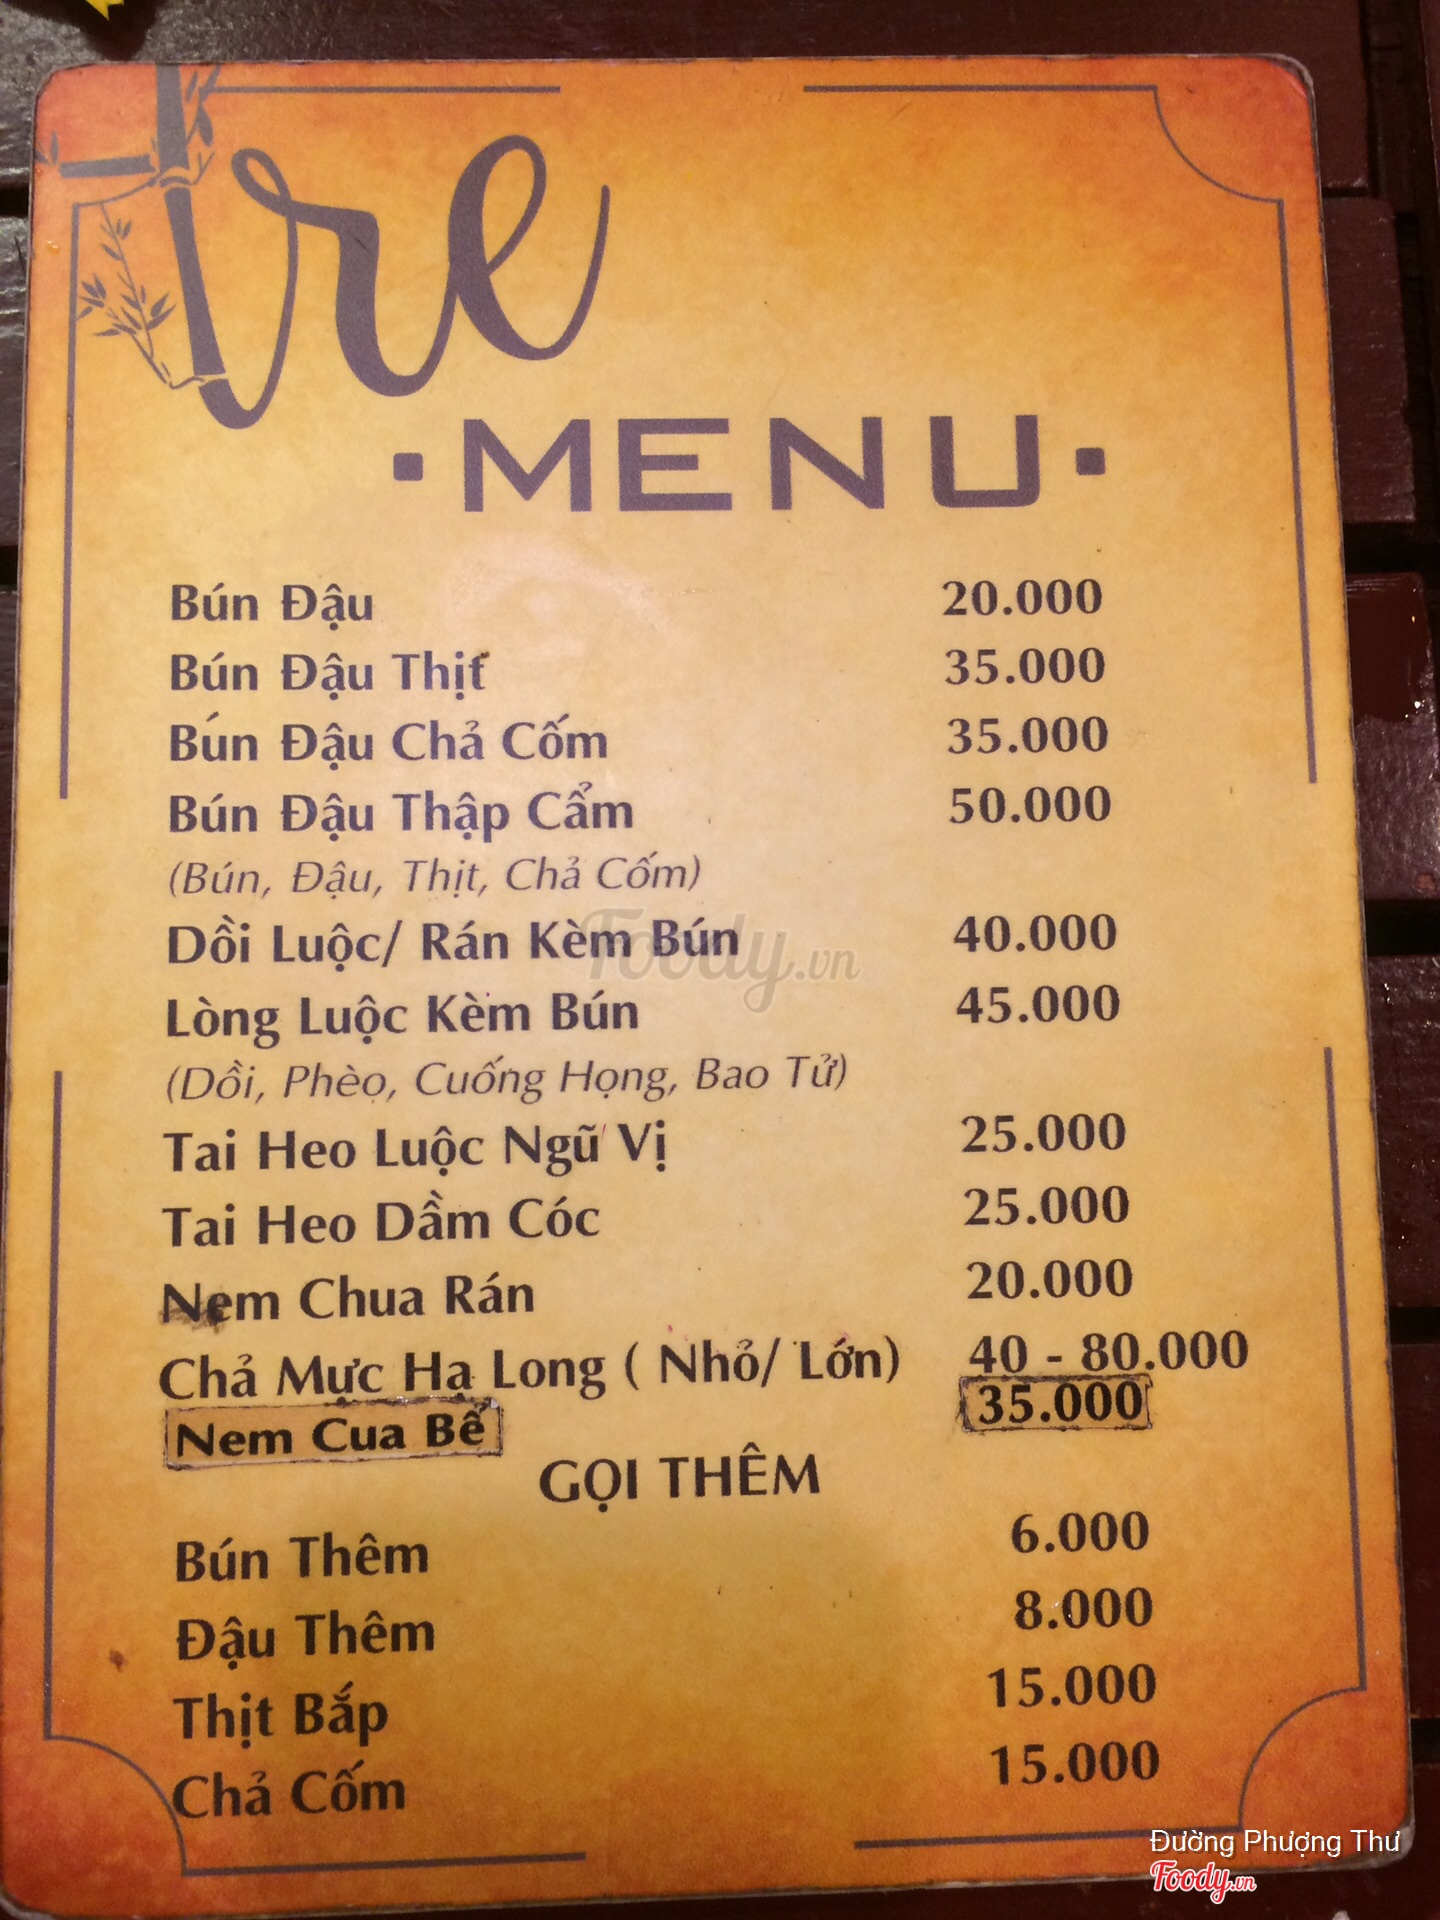 tre
·MENU·
Bún Đậu 20.000
Bún Đậu Thịt 35.000
Bún Đậu Chả Cốm 35.000
Bún Đậu Thập Cẩm 50.000
(Bún, Đậu, Thịt, Chả Cốm)
Dồi Luộc/ Rán Kèm Bún 40.000
Foody.vn
Lòng Luộc Kèm Bún 45.000
(Dồi, Phèo, Cuống Họng, Bao Tử)
Tai Heo Luộc Ngũ Vị 25.000
Tai Heo Dầm Cóc 25.000
Nem Chua Rán 20.000
Chả Mực Hạ Long ( Nhỏ/ Lớn) 40 - 80.000
Nem Cua Bể 35.000
GỌI THÊM
Bún Thêm 6.000
Đậu Thêm 8.000
Thịt Bắp 15.000
Chả Cốm 15.000
Đường Phượng Thư
Foody.vn